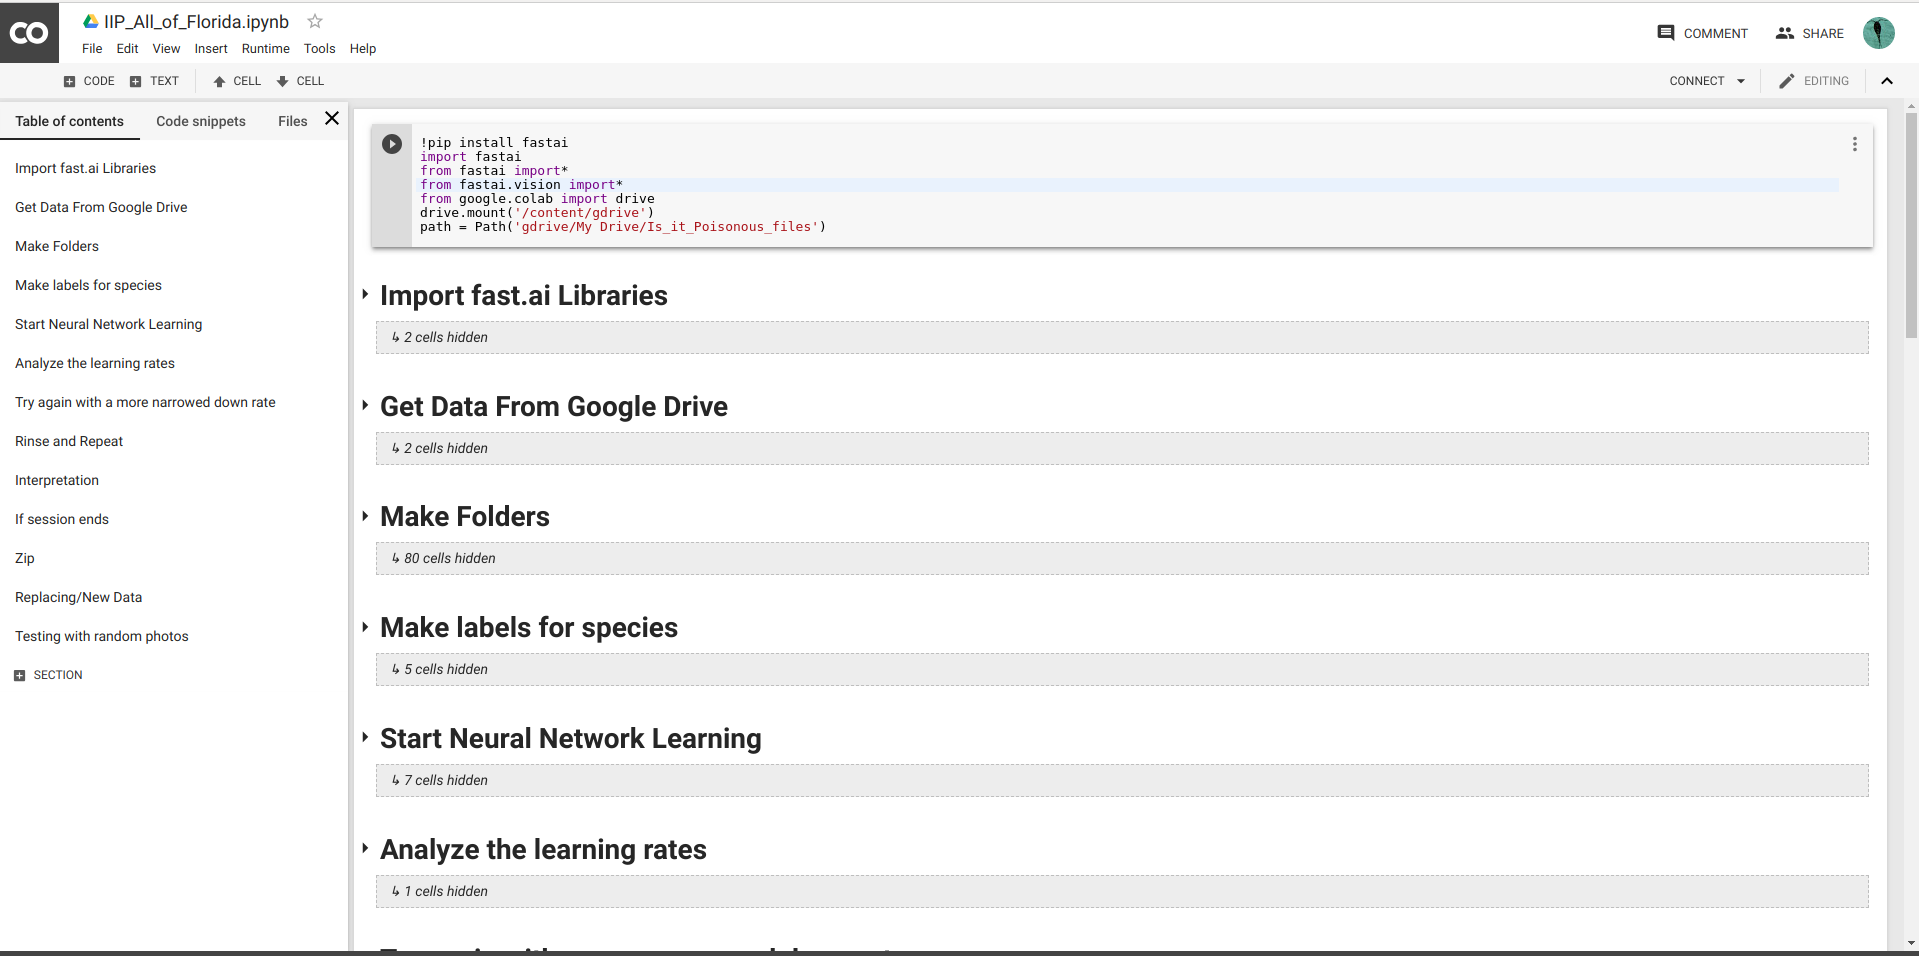 CO
IIP_All_of_Florida.ipynb
File Edit View Insert Runtime Tools Help
COMMENT SHARE
CODE TEXT CELL CELL
CONNECT EDITING
Table of contents Code snippets Files
Import fast.ai Libraries
Get Data From Google Drive
Make Folders
Make labels for species
Start Neural Network Learning
Analyze the learning rates
Try again with a more narrowed down rate
Rinse and Repeat
Interpretation
If session ends
Zip
Replacing/New Data
Testing with random photos
SECTION
!pip install fastai
import fastai
from fastai import*
from fastai.vision import*
from google.colab import drive
drive.mount('/content/gdrive')
path = Path('gdrive/My Drive/Is_it_Poisonous_files')
Import fast.ai Libraries
↳ 2 cells hidden
Get Data From Google Drive
↳ 2 cells hidden
Make Folders
↳ 80 cells hidden
Make labels for species
↳ 5 cells hidden
Start Neural Network Learning
↳ 7 cells hidden
Analyze the learning rates
↳ 1 cells hidden